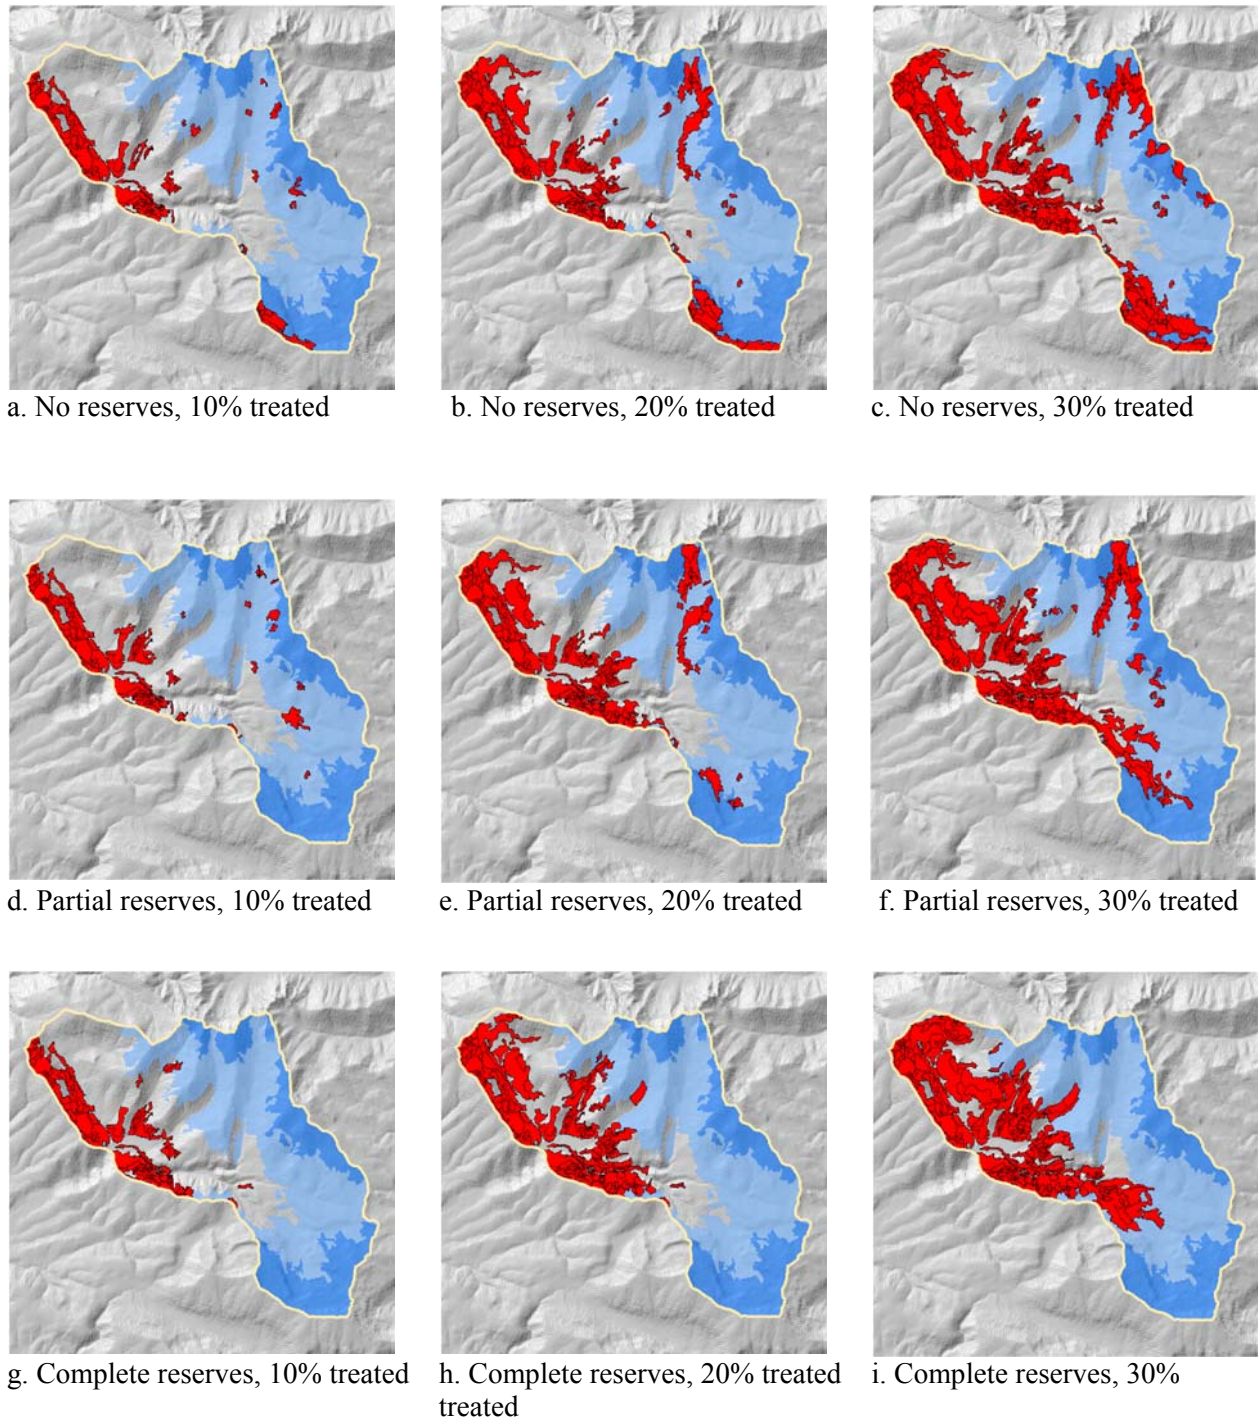 a. No reserves, 10% treated
b. No reserves, 20% treated
c. No reserves, 30% treated
d. Partial reserves, 10% treated
e. Partial reserves, 20% treated
f. Partial reserves, 30% treated
g. Complete reserves, 10% treated
h. Complete reserves, 20% treated
i. Complete reserves, 30%
treated